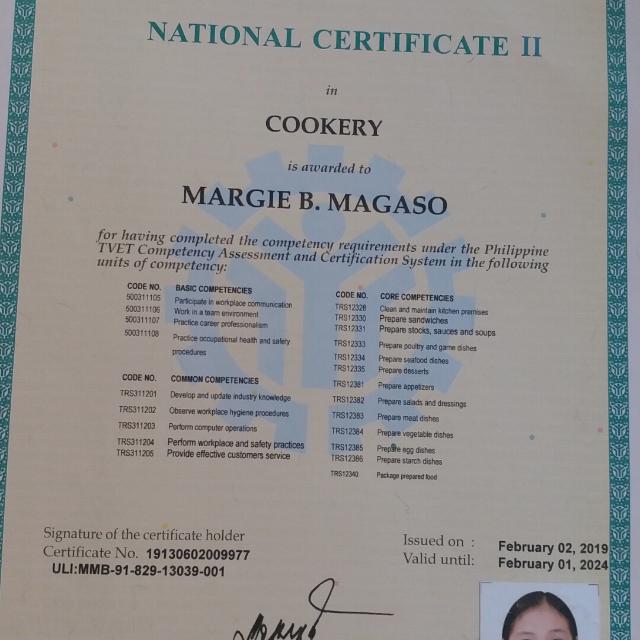 NATIONAL CERTIFICATE II
in
COOKERY
is awarded to
MARGIE B. MAGASO
for having completed the competency requirements under the Philippine
TVET Competency Assessment and Certification System in the following
units of competency:
CODE NO. BASIC COMPETENCIES
500311105 Participate in workplace communication
500311106 Work in a team environment
500311107 Practice career professionalism
500311108 Practice occupational health and safety
procedures
CODE NO. COMMON COMPETENCIES
TRS311201 Develop and update industry knowledge
TRS311202 Observe workplace hygiene procedures
TRS311203 Perform computer operations
TRS311204 Perform workplace and safety practices
TRS311205 Provide effective customers service
CODE NO. CORE COMPETENCIES
TRS12328 Clean and maintain kitchen premises
TRS12330 Prepare sandwiches
TRS12331 Prepare stocks, sauces and soups
TRS12333 Prepare poultry and game dishes
TRS12334 Prepare seafood dishes
TRS12335 Prepare desserts
TRS12381 Prepare appetizers
TRS12382 Prepare salads and dressings
TRS12383 Prepare meat dishes
TRS12384 Prepare vegetable dishes
TRS12385 Prepare egg dishes
TRS12386 Prepare starch dishes
TRS12340 Package prepared food
Signature of the certificate holder
Certificate No. 19130602009977
ULI:MMB-91-829-13039-001
Issued on : February 02, 2019
Valid until: February 01, 2024